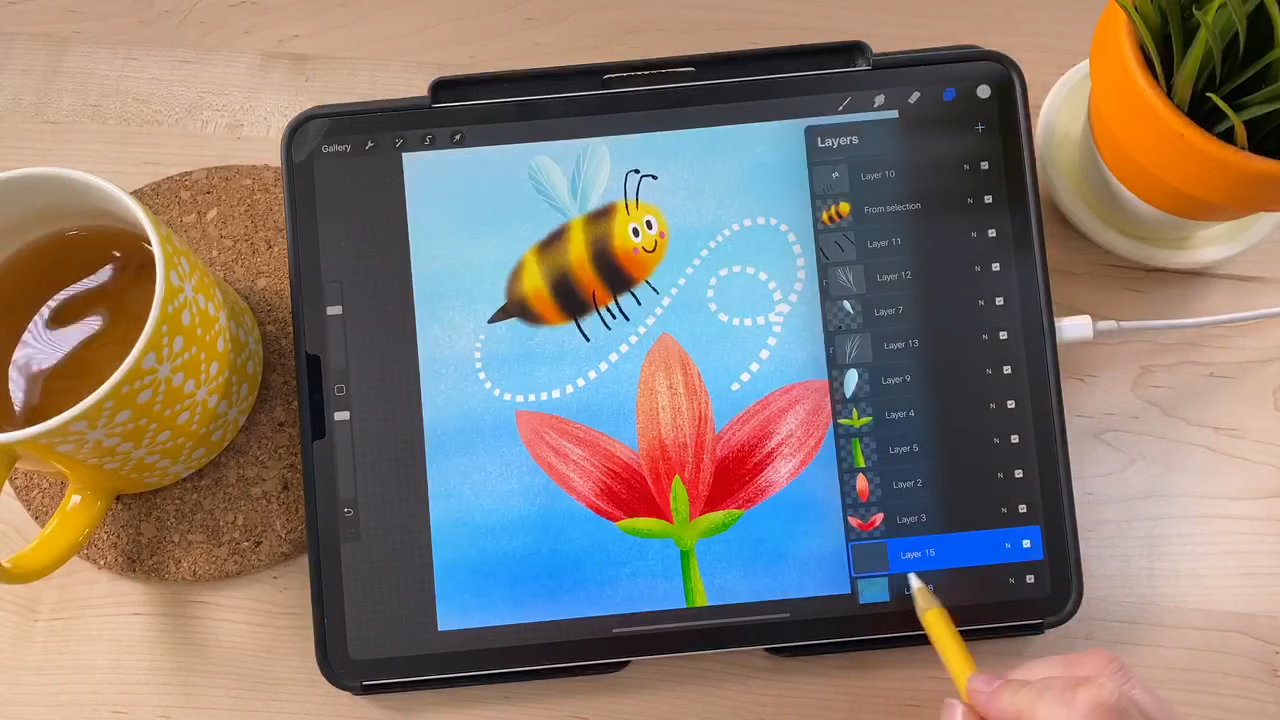 Gallery
Layers
Layer 10 N
From selection N
Layer 11 N
Layer 12 N
Layer 7 N
Layer 13 N
Layer 9 N
Layer 4 N
Layer 5 N
Layer 2 N
Layer 3 N
Layer 15 N
N